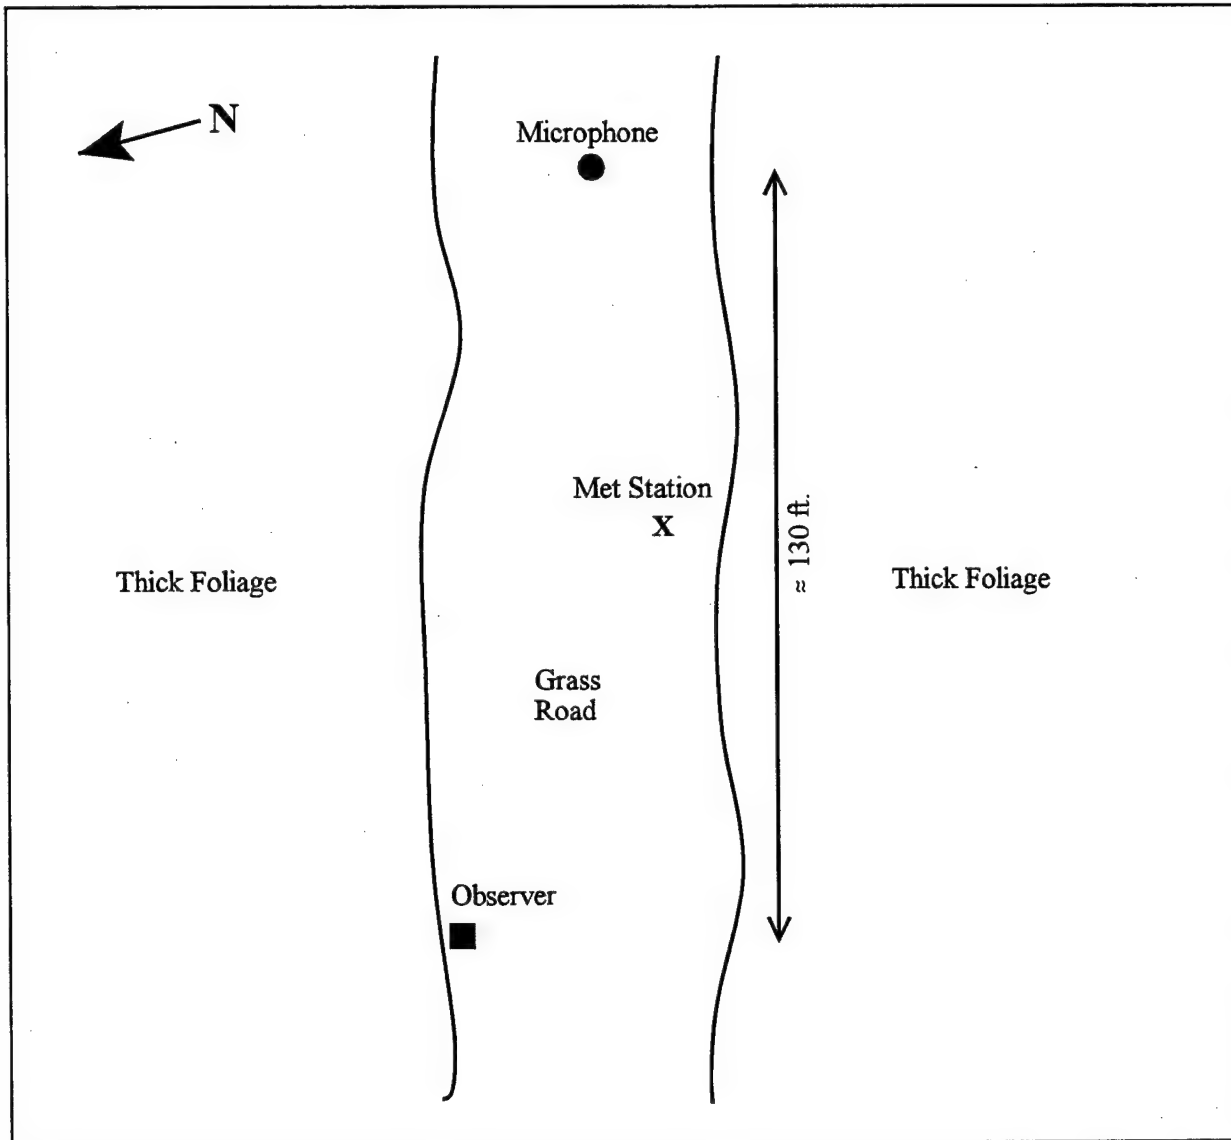 N
Microphone
Met Station
X
≈ 130 ft.
Thick Foliage
Thick Foliage
Grass
Road
Observer